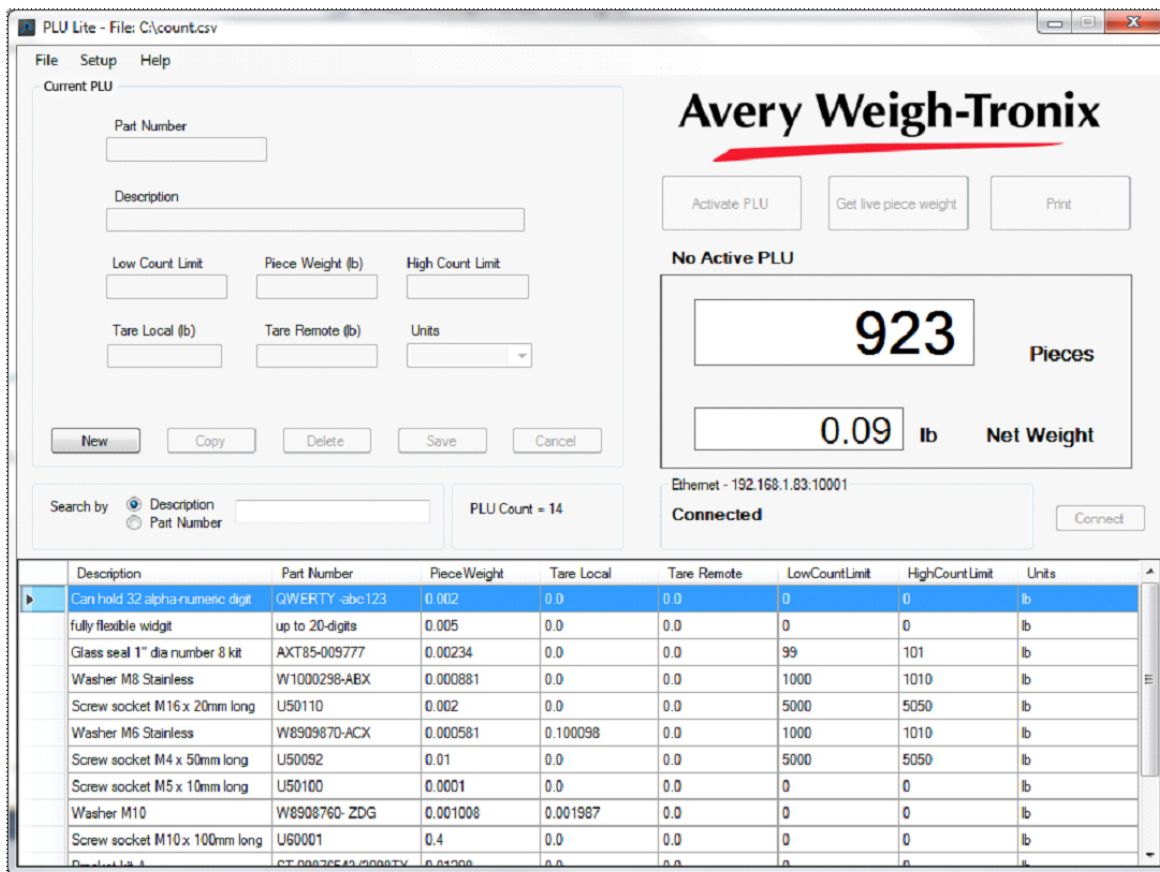 PLU Lite - File: C:\count.csv
File Setup Help
Current PLU
Part Number
Description
Low Count Limit Piece Weight (lb) High Count Limit
Tare Local (lb) Tare Remote (lb) Units
New Copy Delete Save Cancel
Avery Weigh-Tronix
Activate PLU Get live piece weight Print
No Active PLU
923 Pieces
0.09 lb Net Weight
Search by Description
Part Number
PLU Count = 14
Ethernet - 192.168.1.83:10001
Connected Connect
Description Part Number PieceWeight Tare Local Tare Remote LowCountLimit HighCountLimit Units
Can hold 32 alpha-numeric digit QWERTY -abc123 0.002 0.0 0.0 0 0 lb
fully flexible widgit up to 20-digits 0.005 0.0 0.0 0 0 lb
Glass seal 1" dia number 8 kit AXT85-009777 0.00234 0.0 0.0 99 101 lb
Washer M8 Stainless W1000298-ABX 0.000881 0.0 0.0 1000 1010 lb
Screw socket M16 x 20mm long U50110 0.002 0.0 0.0 5000 5050 lb
Washer M6 Stainless W8909870-ACX 0.000581 0.100098 0.0 1000 1010 lb
Screw socket M4 x 50mm long U50092 0.01 0.0 0.0 5000 5050 lb
Screw socket M5 x 10mm long U50100 0.0001 0.0 0.0 0 0 lb
Washer M10 W8908760- ZDG 0.001008 0.001987 0.0 0 0 lb
Screw socket M10 x 100mm long U60001 0.4 0.0 0.0 0 0 lb
Bracket kit A 0.0 0.0 0 0 lb